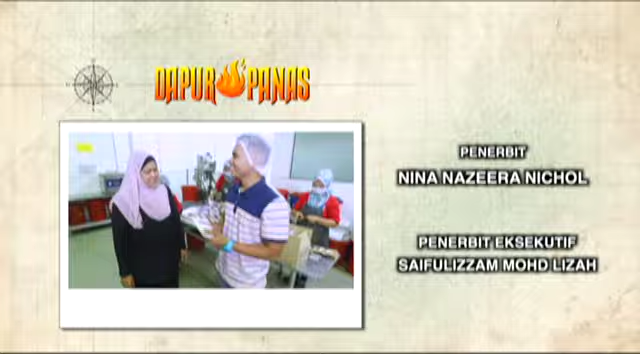 DAPUR PANAS
PENERBIT
NINA NAZEERA NICHOL
PENERBIT EKSEKUTIF
SAIFULIZZAM MOHD LIZAH